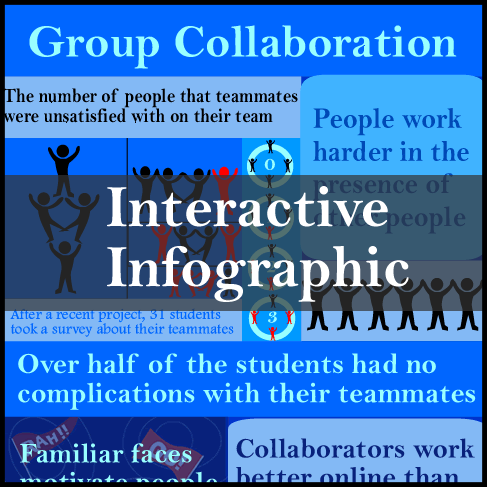 Group Collaboration
The number of people that teammates
were unsatisfied with on their team
People work
harder in the
presence of
other people
0
Interactive
Infographic
3
After a recent project, 31 students
took a survey about their teammates
Over half of the students had no
complications with their teammates
RAH!!
Familiar faces
motivate people
Collaborators work
better online than